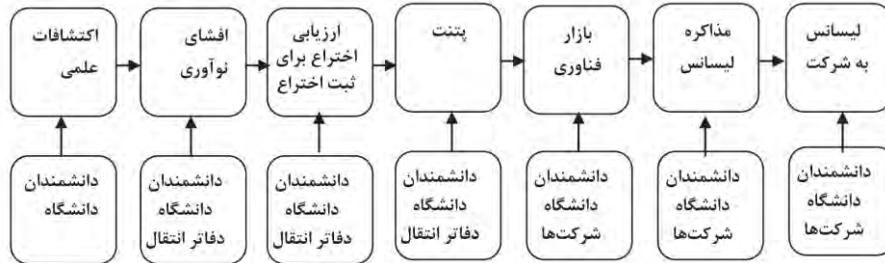 اکتشافات
علمی
افشای
نوآوری
ارزیابی
اختراع برای
ثبت اختراع
پتنت
بازار
فناوری
مذاکره
لیسانس
لیسانس
به شرکت
دانشمندان
دانشگاه
دانشمندان
دانشگاه
دفاتر انتقال
دانشمندان
دانشگاه
دفاتر انتقال
دانشمندان
دانشگاه
دفاتر انتقال
دانشمندان
دانشگاه
شرکت‌ها
دانشمندان
دانشگاه
شرکت‌ها
دانشمندان
دانشگاه
شرکت‌ها